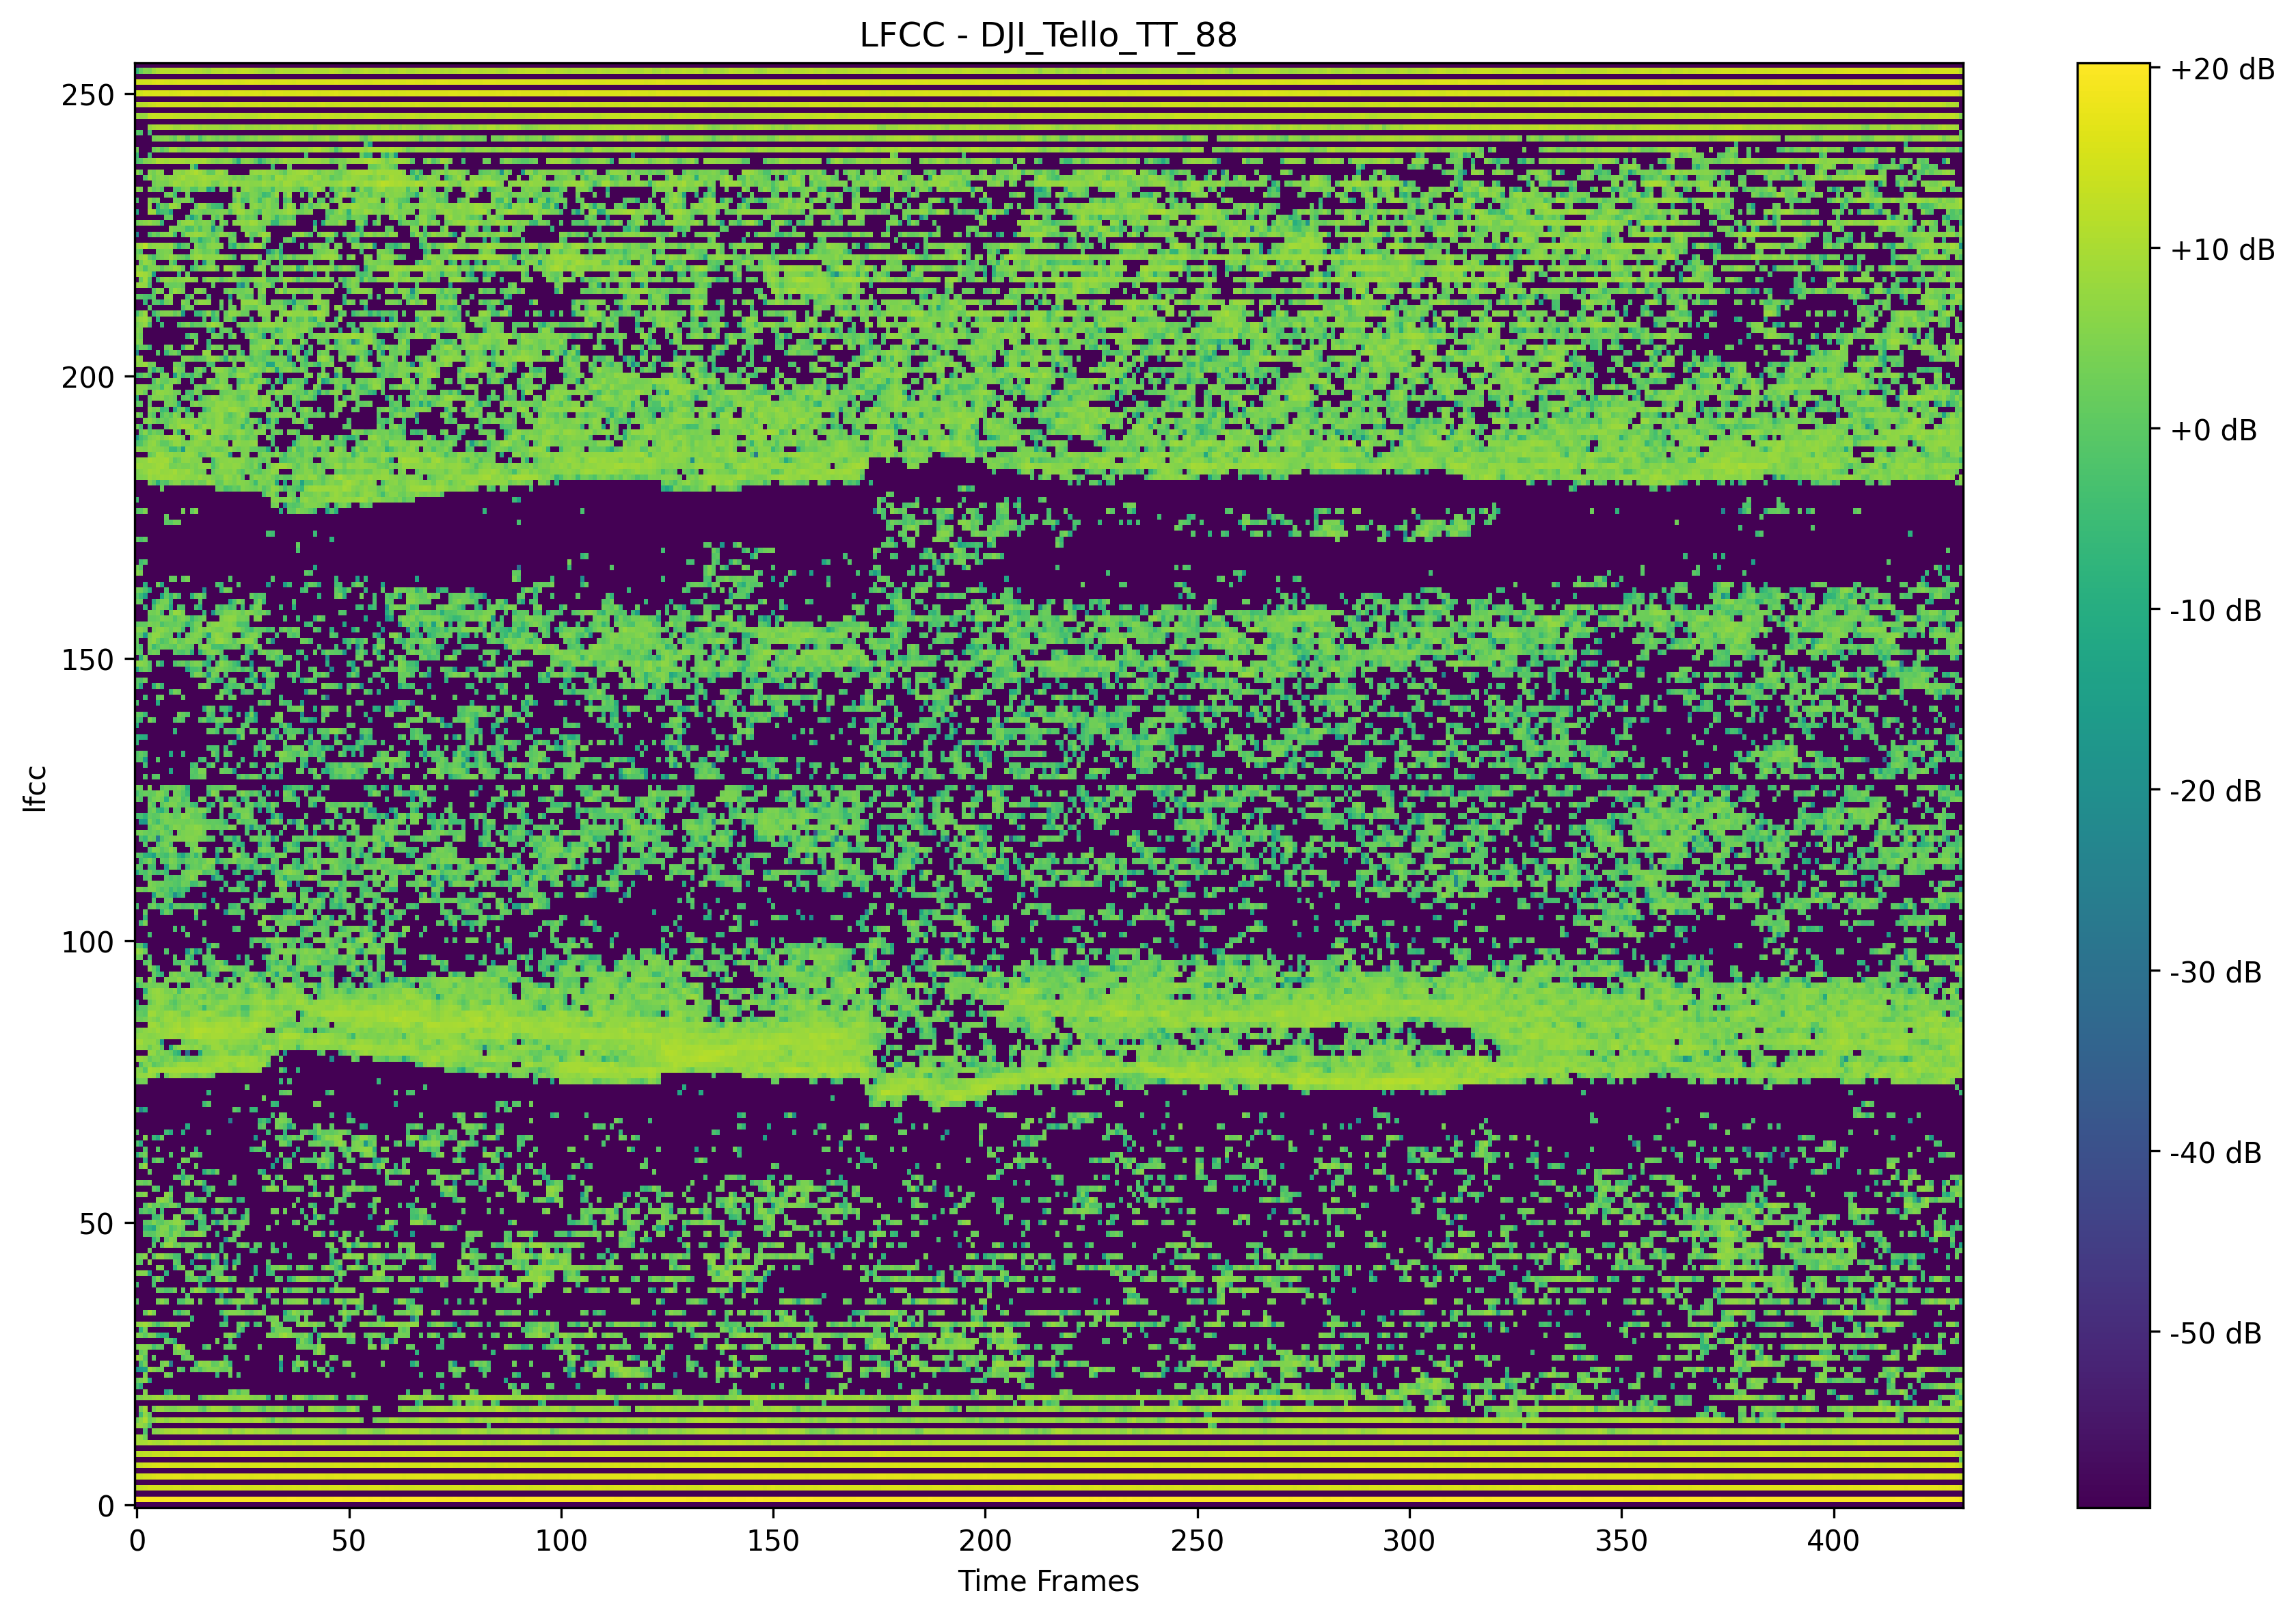 LFCC - DJI_Tello_TT_88
250
200
150
100
50
0
lfcc
0 50 100 150 200 250 300 350 400
Time Frames
+20 dB
+10 dB
+0 dB
-10 dB
-20 dB
-30 dB
-40 dB
-50 dB